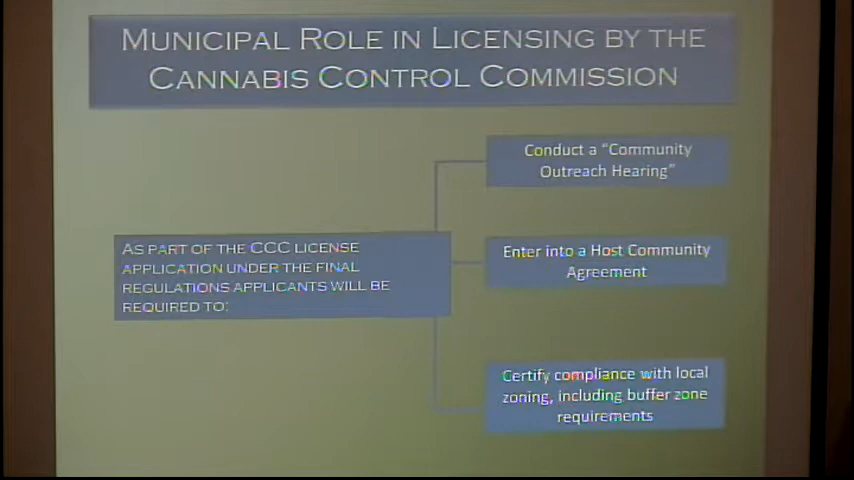 MUNICIPAL ROLE IN LICENSING BY THE
CANNABIS CONTROL COMMISSION
AS PART OF THE CCC LICENSE
APPLICATION UNDER THE FINAL
REGULATIONS APPLICANTS WILL BE
REQUIRED TO:
Conduct a “Community
Outreach Hearing”
Enter into a Host Community
Agreement
Certify compliance with local
zoning, including buffer zone
requirements